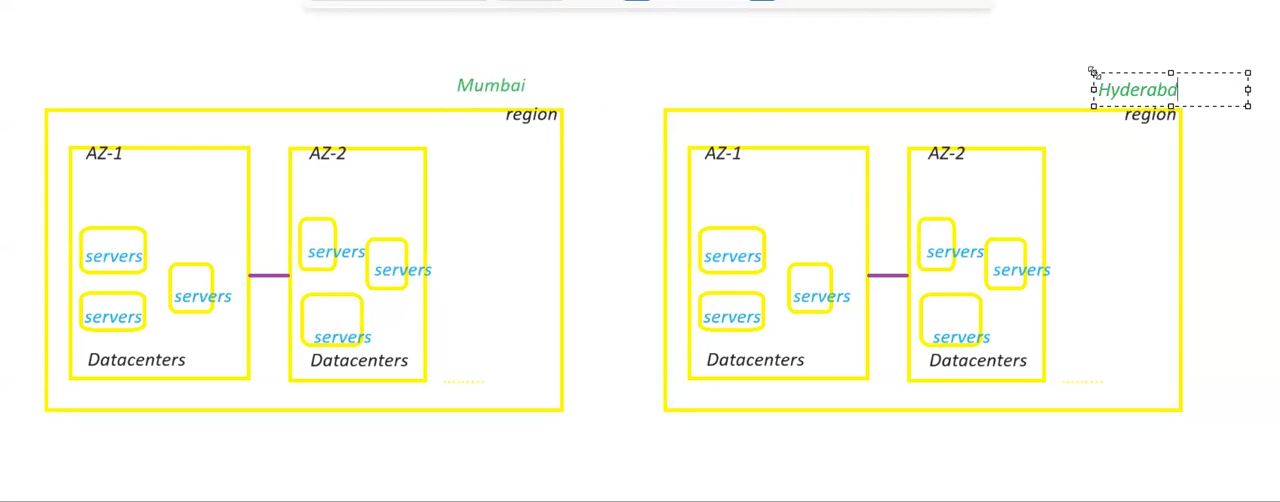 Mumbai
region
AZ-1
AZ-2
servers
servers
servers
servers
servers
servers
Datacenters
Datacenters
.........
Hyderabd
region
AZ-1
AZ-2
servers
servers
servers
servers
servers
servers
Datacenters
Datacenters
.........